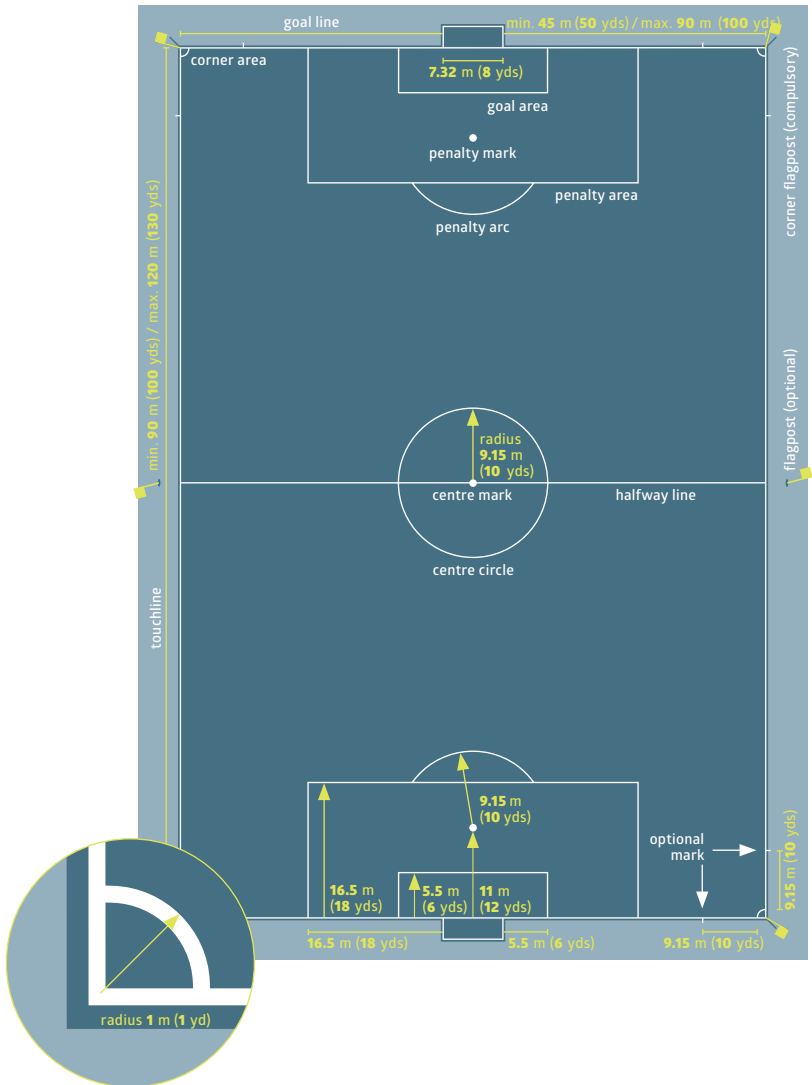 goal line
min. 45 m (50 yds) / max. 90 m (100 yds)
corner area
7.32 m (8 yds)
goal area
penalty mark
penalty area
penalty arc
corner flagpost (compulsory)
min. 90 m (100 yds) / max. 120 m (130 yds)
flagpost (optional)
radius
9.15 m
(10 yds)
centre mark
halfway line
centre circle
touchline
9.15 m
(10 yds)
optional
mark
9.15 m (10 yds)
16.5 m
(18 yds)
5.5 m
(6 yds)
11 m
(12 yds)
16.5 m (18 yds)
5.5 m (6 yds)
9.15 m (10 yds)
radius 1 m (1 yd)